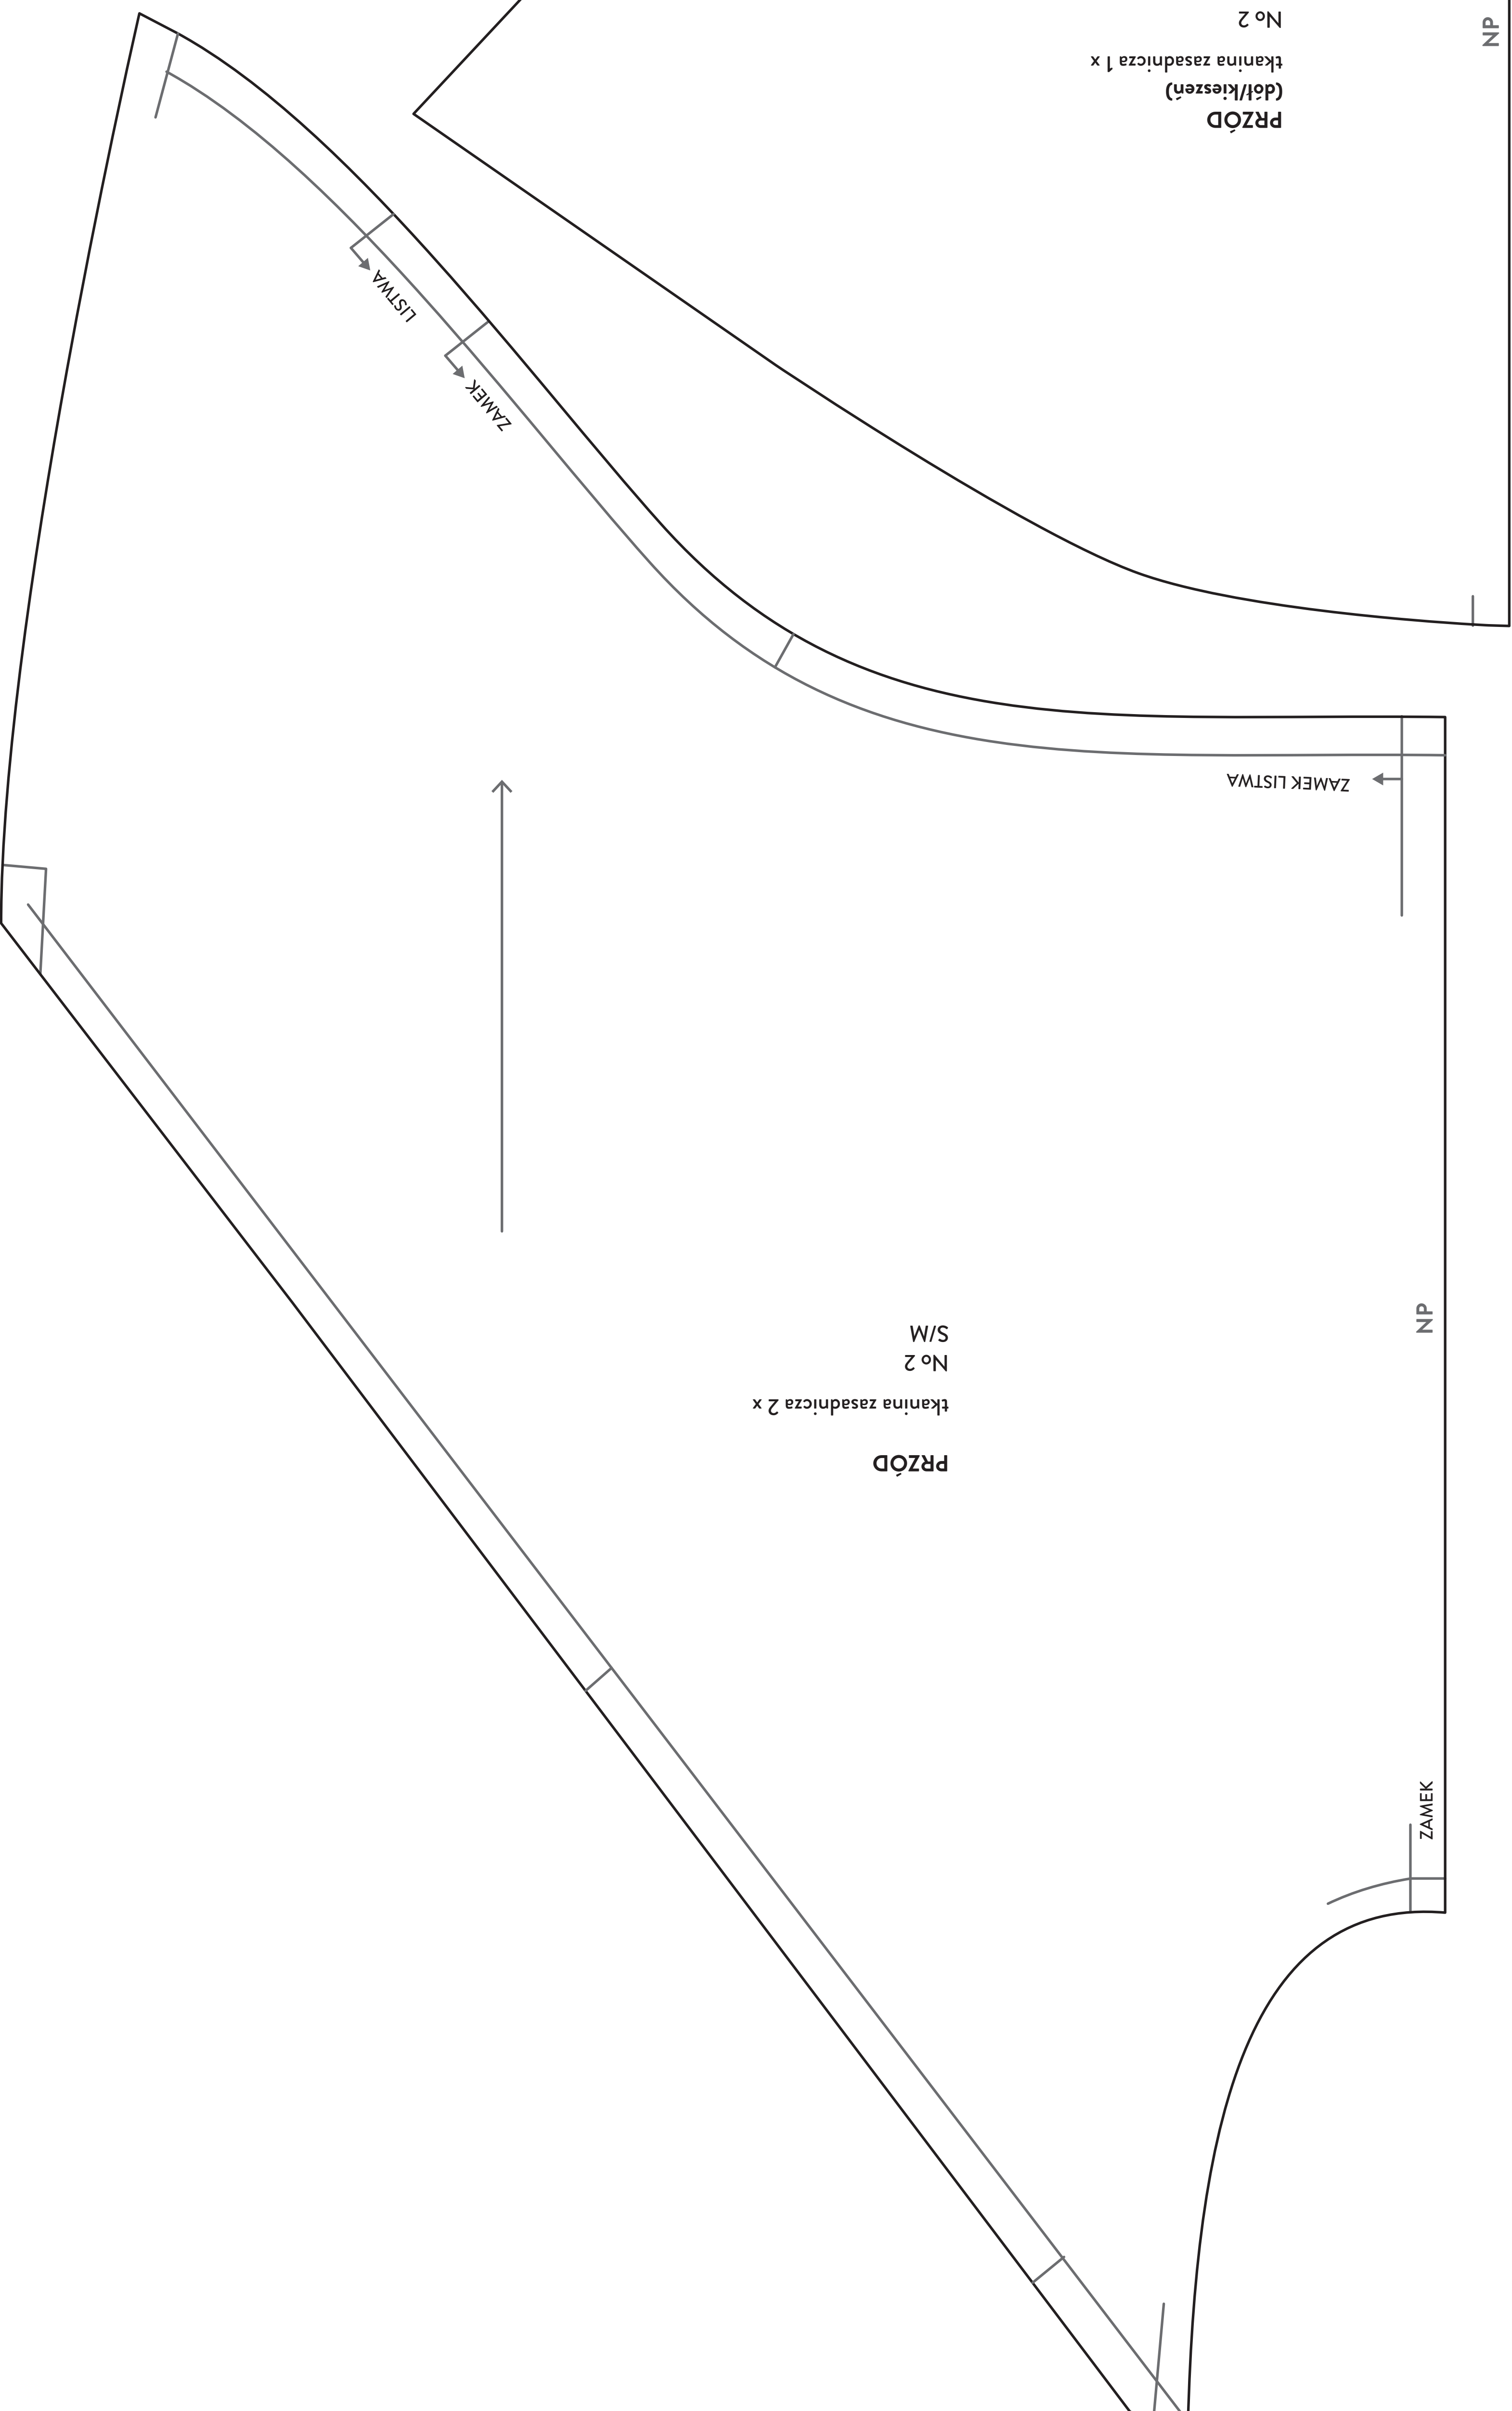 PRZÓD
(dół/kieszeń)
tkanina zasadnicza 1 x
No 2
NP
LISTWA
ZAMEK
ZAMEK LISTWA
PRZÓD
tkanina zasadnicza 2 x
No 2
S/M
NP
ZAMEK